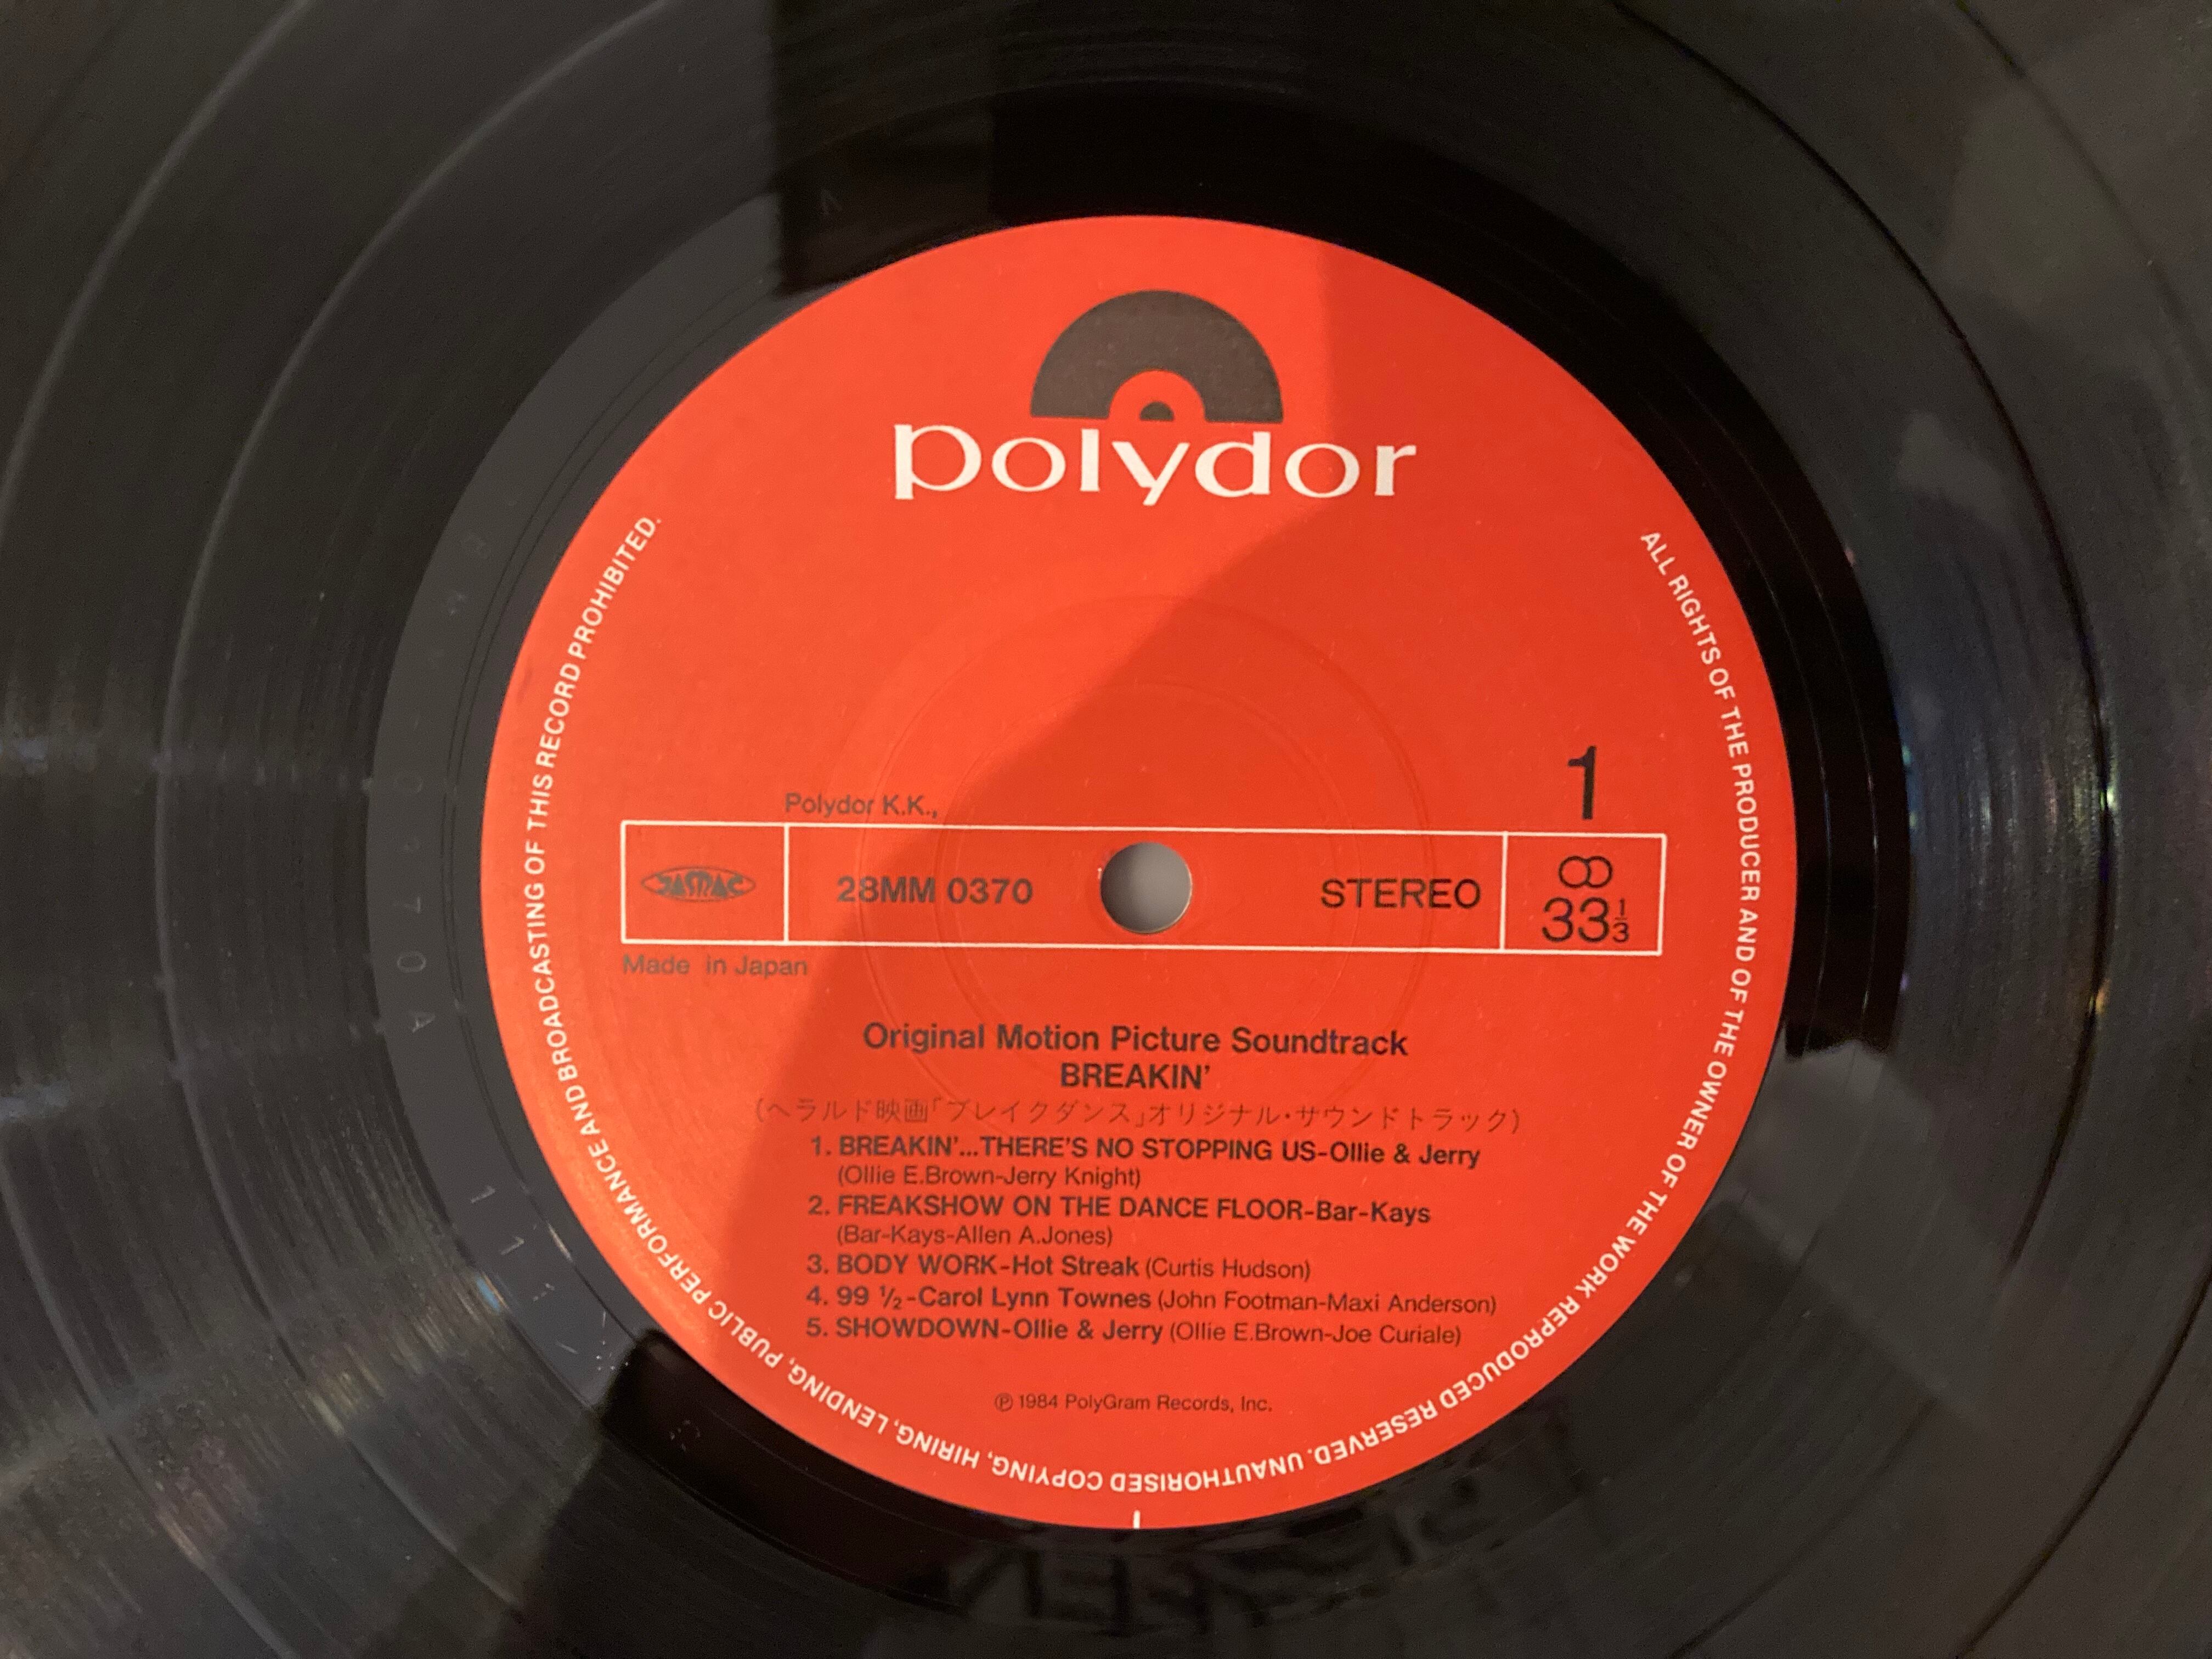 polydor
1
Polydor K.K.,
JASRAC
28MM 0370
STEREO
33⅓
Made in Japan
Original Motion Picture Soundtrack
BREAKIN'
(ヘラルド映画「ブレイクダンス」オリジナル・サウンドトラック)
1. BREAKIN'...THERE'S NO STOPPING US-Ollie & Jerry
(Ollie E.Brown-Jerry Knight)
2. FREAKSHOW ON THE DANCE FLOOR-Bar-Kays
(Bar-Kays-Allen A.Jones)
3. BODY WORK-Hot Streak (Curtis Hudson)
4. 99 ½-Carol Lynn Townes (John Footman-Maxi Anderson)
5. SHOWDOWN-Ollie & Jerry (Ollie E.Brown-Joe Curiale)
℗ 1984 PolyGram Records, Inc.
ALL RIGHTS OF THE PRODUCER AND OF THE OWNER OF THE WORK REPRODUCED RESERVED. UNAUTHORISED COPYING, HIRING, LENDING, PUBLIC PERFORMANCE AND BROADCASTING OF THIS RECORD PROHIBITED.